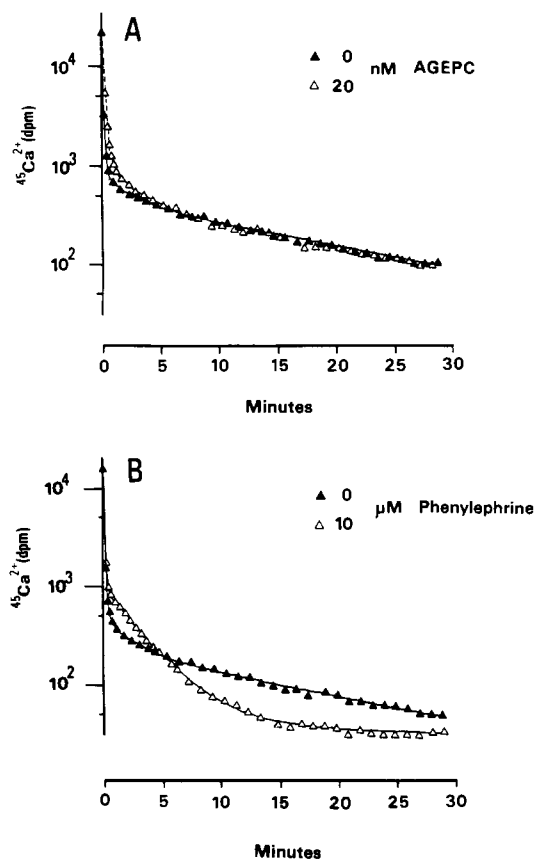 A
▲ 0 nM AGEPC
△ 20
⁴⁵Ca²⁺(dpm)
10⁴
10³
10²
0 5 10 15 20 25 30
Minutes
B
▲ 0 µM Phenylephrine
△ 10
⁴⁵Ca²⁺(dpm)
10⁴
10³
10²
0 5 10 15 20 25 30
Minutes